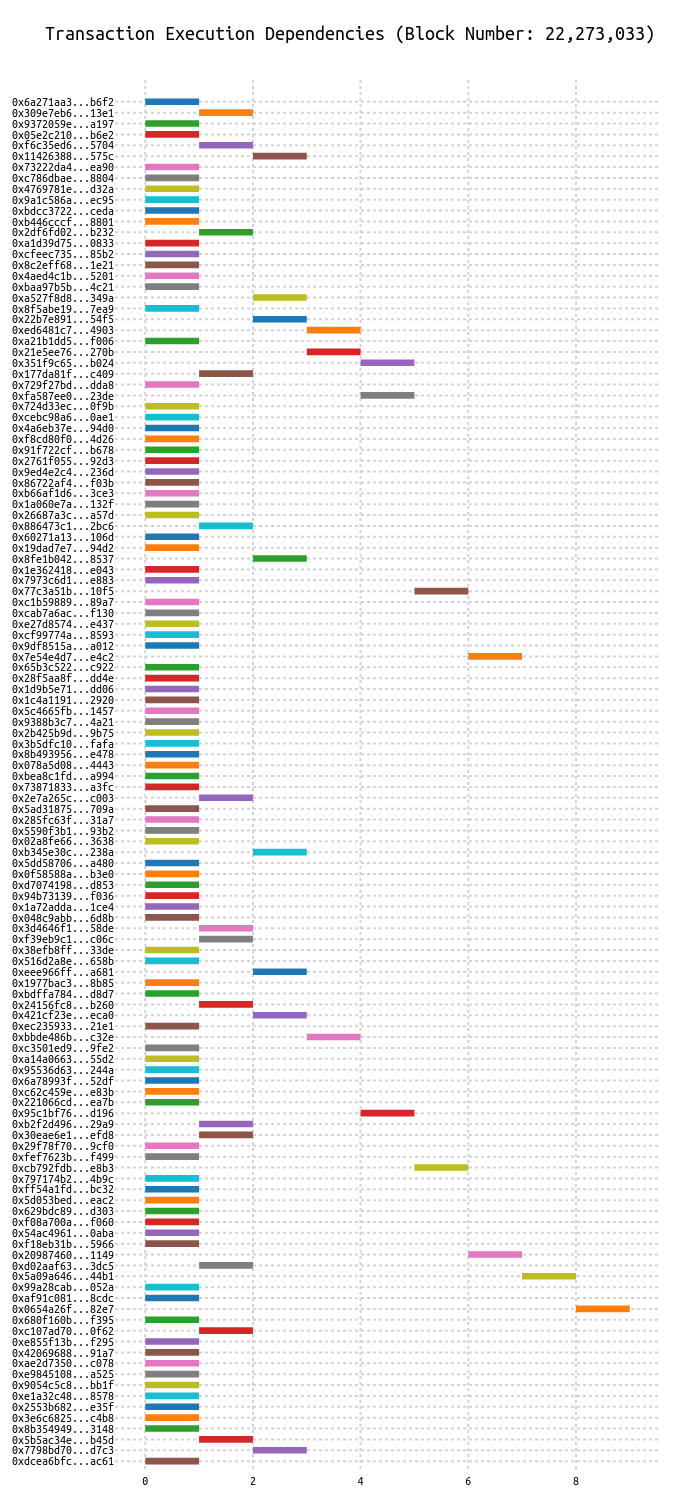 Transaction Execution Dependencies (Block Number: 22,273,033)
0x6a271aa3...b6f2
0x309e7eb6...13e1
0x9372059e...a197
0x05e2c210...b6e2
0xf6c35ed6...5704
0x11426388...575c
0x73222da4...ea90
0xc786dbae...8804
0x4769781e...d32a
0x9a1c586a...ec95
0xbdcc3722...ceda
0xb446cccf...8801
0x2df6fd02...b232
0xa1d39d75...0833
0xcfeec735...85b2
0x8c2eff68...1e21
0x4aed4c1b...5201
0xbaa97b5b...4c21
0xa527f8d8...349a
0x8f5abe19...7ea9
0x22b7e891...54f5
0xed6481c7...4903
0xa21b1dd5...f006
0x21e5ee76...270b
0x351f9c65...b024
0x177da81f...c409
0x729f27bd...dda8
0xfa587ee0...23de
0x724d33ec...0f9b
0xcebc98a6...0ae1
0x4a6eb37e...94d0
0xf8cd80f0...4d26
0x91f722cf...b678
0x2761f055...92d3
0x9ed4e2c4...236d
0x86722af4...f03b
0xb66af1d6...3ce3
0x1a060e7a...132f
0x26687a3c...a57d
0x886473c1...2bc6
0x60271a13...106d
0x19dad7e7...94d2
0x8fe1b042...8537
0x1e362418...e043
0x7973c6d1...e883
0x77c3a51b...10f5
0xc1b59889...89a7
0xcab7a6ac...f130
0xe27d8574...e437
0xcf99774a...8593
0x9df8515a...a012
0x7e54e4d7...e4c2
0x65b3c522...c922
0x28f5aa8f...dd4e
0x1d9b5e71...dd06
0x1c4a1191...2920
0x5c4665fb...1457
0x9388b3c7...4a21
0x2b425b9d...9b75
0x3b5dfc10...fafa
0x8b493956...e478
0x078a5d08...4443
0xbea8c1fd...a994
0x73871833...a3fc
0x2e7a265c...c003
0x5ad31875...709a
0x285fc63f...31a7
0x5590f3b1...93b2
0x02a8fe66...3638
0xb345e30c...238a
0x5dd58706...a480
0x0f58588a...b3e0
0xd7074198...d853
0x94b73139...f036
0x1a72adda...1ce4
0x048c9abb...6d8b
0x3d4646f1...58de
0xf39eb9c1...c06c
0x38efb8ff...33de
0x516d2a8e...658b
0xeee966ff...a681
0x1977bac3...8b85
0xbdffa784...d8d7
0x24156fc8...b260
0x421cf23e...eca0
0xec235933...21e1
0xbbde486b...c32e
0xc3501ed9...9fe2
0xa14a0663...55d2
0x95536d63...244a
0x6a78993f...52df
0xc62c459e...e83b
0x221066cd...ea7b
0x95c1bf76...d196
0xb2f2d496...29a9
0x30eae6e1...efd8
0x29f78f70...9cf0
0xfef7623b...f499
0xcb792fdb...e8b3
0x797174b2...4b9c
0xff54a1fd...bc32
0x5d053bed...eac2
0x629bdc89...d303
0xf08a700a...f060
0x54ac4961...0aba
0xf18eb31b...5966
0x20987460...1149
0xd02aaf63...3dc5
0x5a09a646...44b1
0x99a28cab...052a
0xaf91c081...8cdc
0x0654a26f...82e7
0x680f160b...f395
0xc107ad70...0f62
0xe855f13b...f295
0x42069688...91a7
0xae2d7350...c078
0xe9845108...a525
0x9054c5c8...bb1f
0xe1a32c48...8578
0x2553b682...e35f
0x3e6c6825...c4b8
0x8b354949...3148
0x5b5ac34e...b45d
0x7798bd70...d7c3
0xdcea6bfc...ac61
0 2 4 6 8